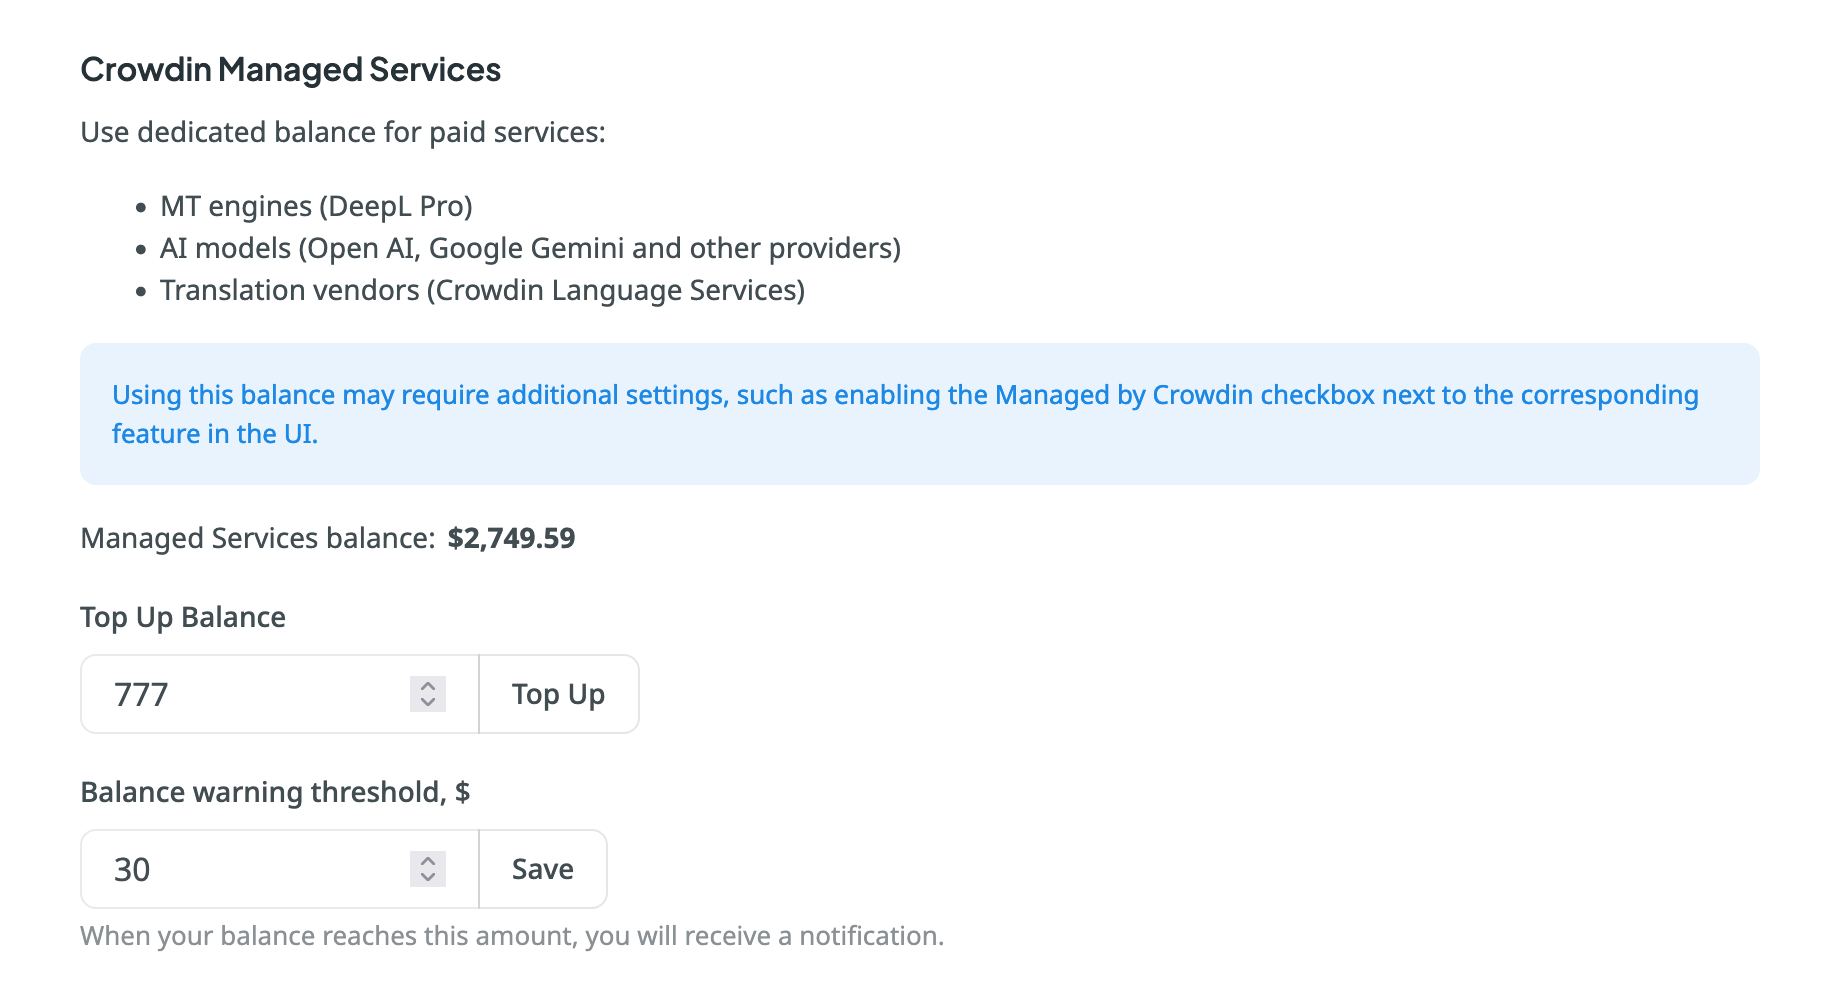 Crowdin Managed Services
Use dedicated balance for paid services:
• MT engines (DeepL Pro)
• AI models (Open AI, Google Gemini and other providers)
• Translation vendors (Crowdin Language Services)
Using this balance may require additional settings, such as enabling the Managed by Crowdin checkbox next to the corresponding
feature in the UI.
Managed Services balance: $2,749.59
Top Up Balance
777 Top Up
Balance warning threshold, $
30 Save
When your balance reaches this amount, you will receive a notification.